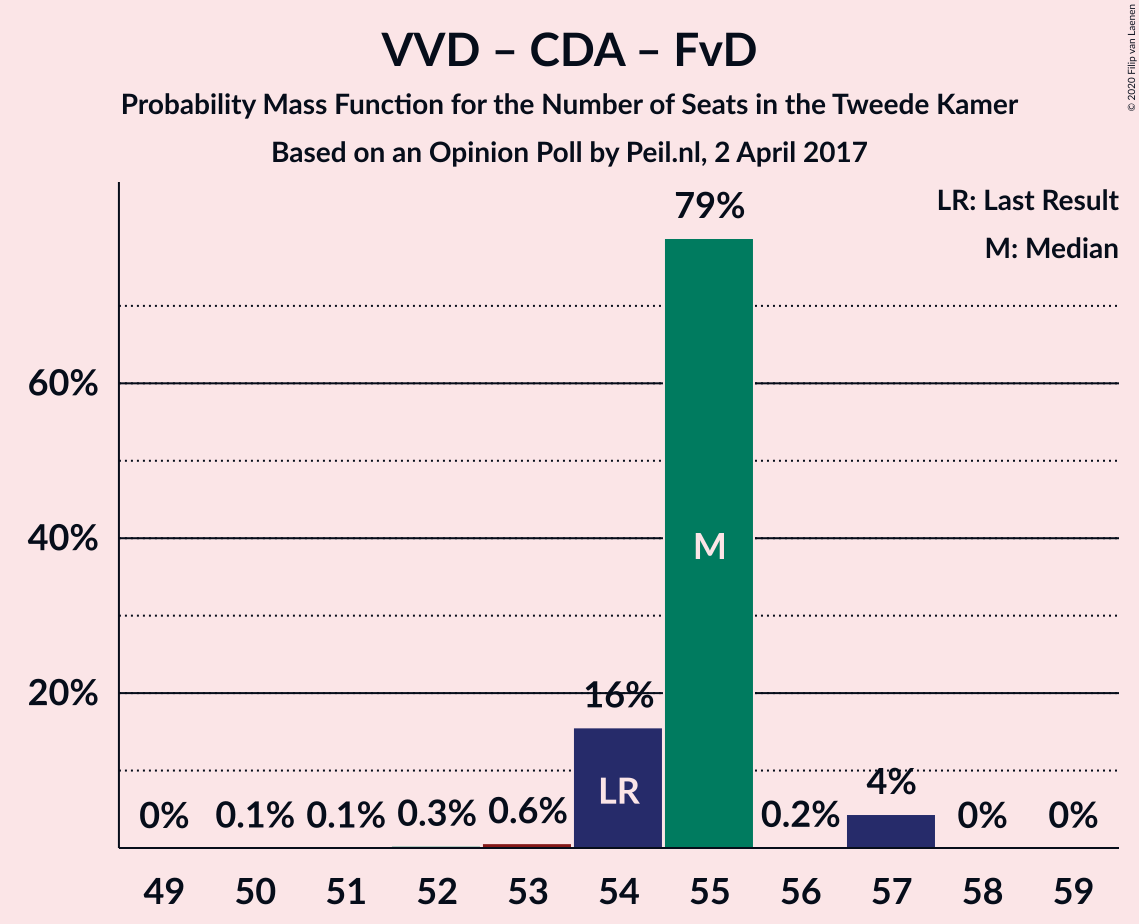 VVD – CDA – FvD
Probability Mass Function for the Number of Seats in the Tweede Kamer
Based on an Opinion Poll by Peil.nl, 2 April 2017
© 2020 Filip van Laenen
LR: Last Result
M: Median
79%
60%
40%
M
20%
16%
LR
4%
0% 0.1% 0.1% 0.3% 0.6% 0.2% 0% 0%
49 50 51 52 53 54 55 56 57 58 59